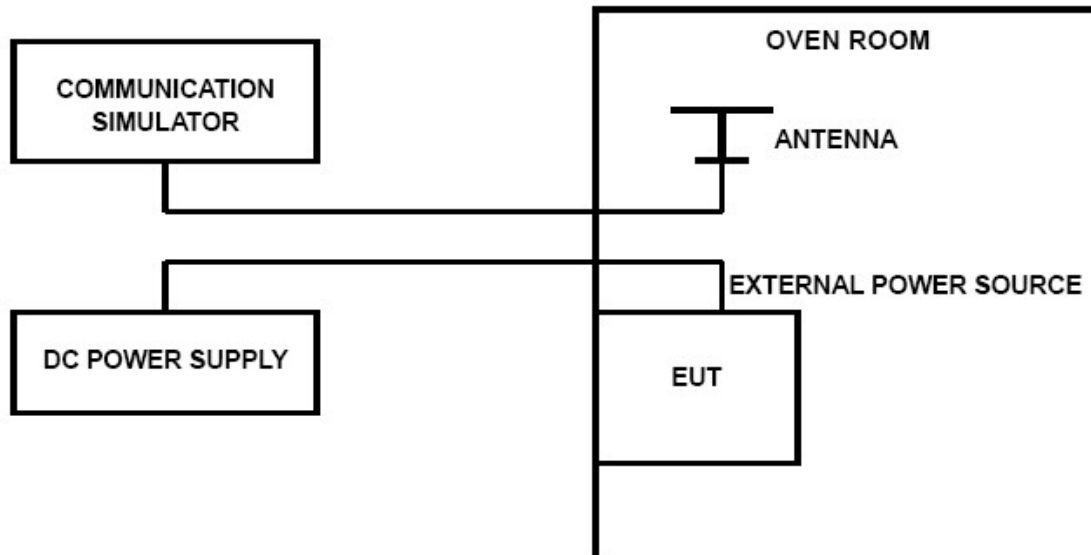 OVEN ROOM
COMMUNICATION
SIMULATOR
ANTENNA
EXTERNAL POWER SOURCE
DC POWER SUPPLY
EUT